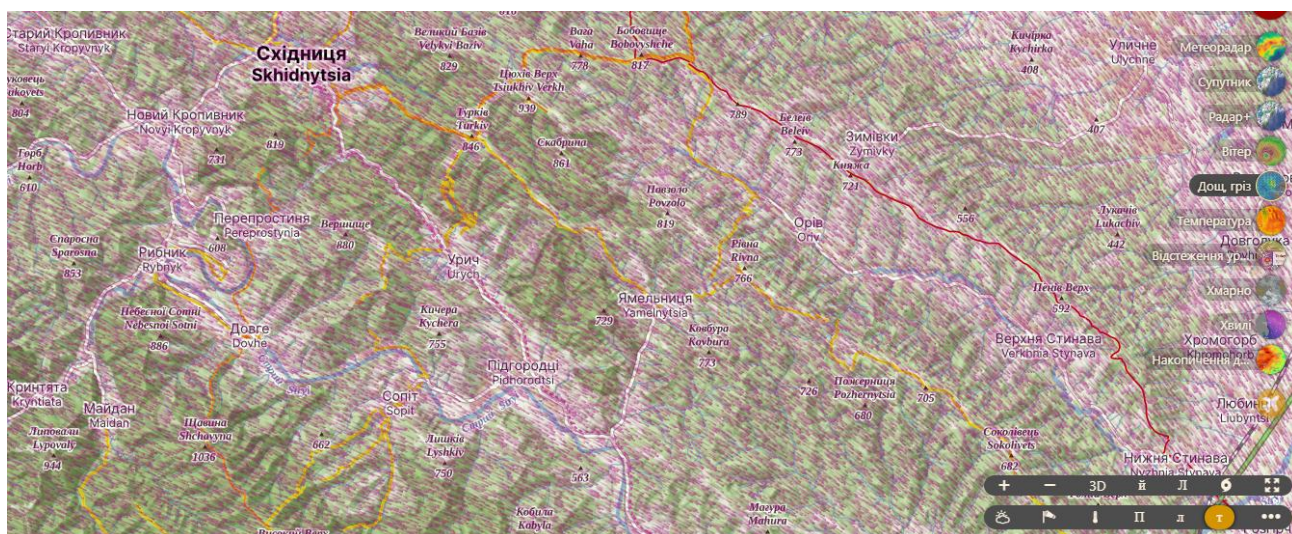 Старий Кропивник
Staryi Kropyvnyk
Східниця
Skhidnytsia
Великий Базів
Velykyi Baziv
829
Вага
Vaha
778
Бобовище
Bobovyshche
817
Кичірка
Kychirka
408
Уличне
Ulychne
Метеорадар
Цюхів Верх
Tsiukhiv Verkh
939
Супутник
804
Новий Кропивник
Novyi Kropyvnyk
819
731
Турків
Turkiv
846
789
Белеїв
Beleiv
773
407
Радар+
Зимівки
Zymivky
Скабрина
861
Вітер
Горб
Horb
610
Княжа
721
Дощ, гріз
Повзло
Povzlo
819
556
Перепростиня
Pereprostynia
608
Вершище
880
Орів
Oriv
Лукачів
Lukachiv
442
Температура
Спаросна
Sparosna
853
Рибник
Rybnyk
Рівна
Rivna
766
Урич
Urych
Ямельниця
Yamelnytsia
729
Пенів Верх
692
Хмарно
Небесної Сотні
Nebesnoi Sotni
886
Довге
Dovhe
Кичера
Kychera
755
Ковбура
Kovbura
773
Верхня Стинава
Verkhnia Stynava
Хвилі
Хромогорб
Khromohorb
Накопичення д...
Підгородці
Pidhorodtsi
Кринтята
Kryntiata
Сопіт
Sopit
726
Пожерниця
Pozhernytsia
680
705
Майдан
Maidan
Щавина
Shchavyna
1036
Липовали
Lypovaly
944
662
Лишків
Lyshkiv
750
563
Соколівець
Sokolivets
682
Нижня Стинава
Nyzhnia Stynava
+ − 3D й Л
Кобила
Kobyla
Магура
Mahura
П л т